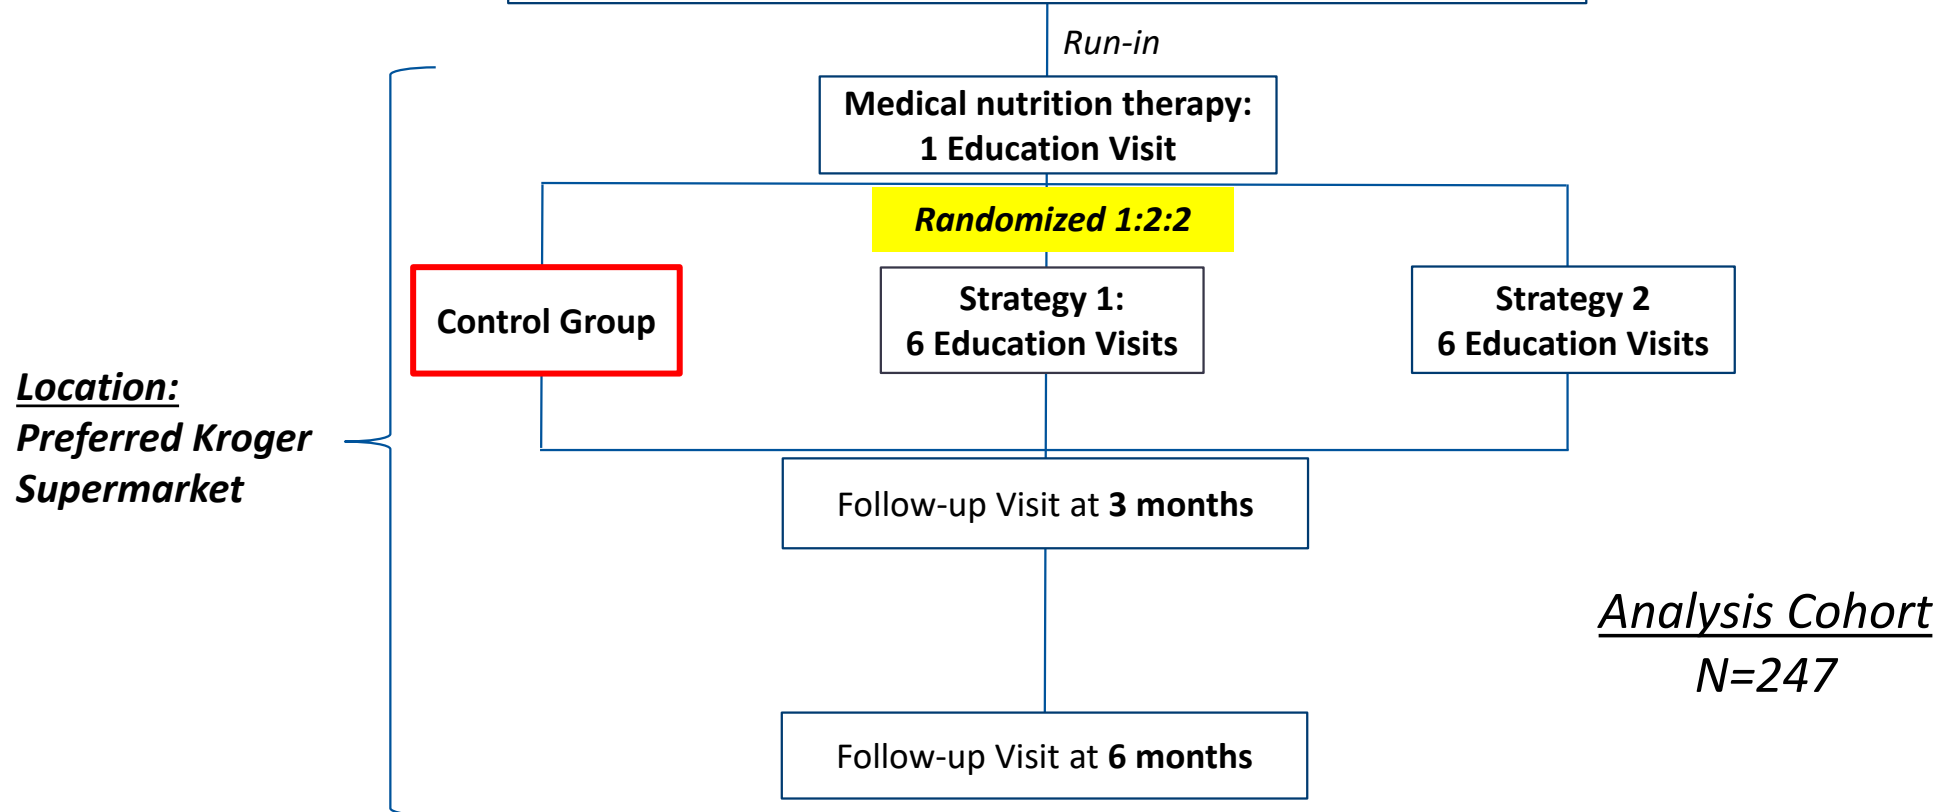 Run-in
Medical nutrition therapy:
1 Education Visit
Randomized 1:2:2
Control Group
Strategy 1:
6 Education Visits
Strategy 2
6 Education Visits
Location:
Preferred Kroger
Supermarket
Follow-up Visit at 3 months
Analysis Cohort
N=247
Follow-up Visit at 6 months